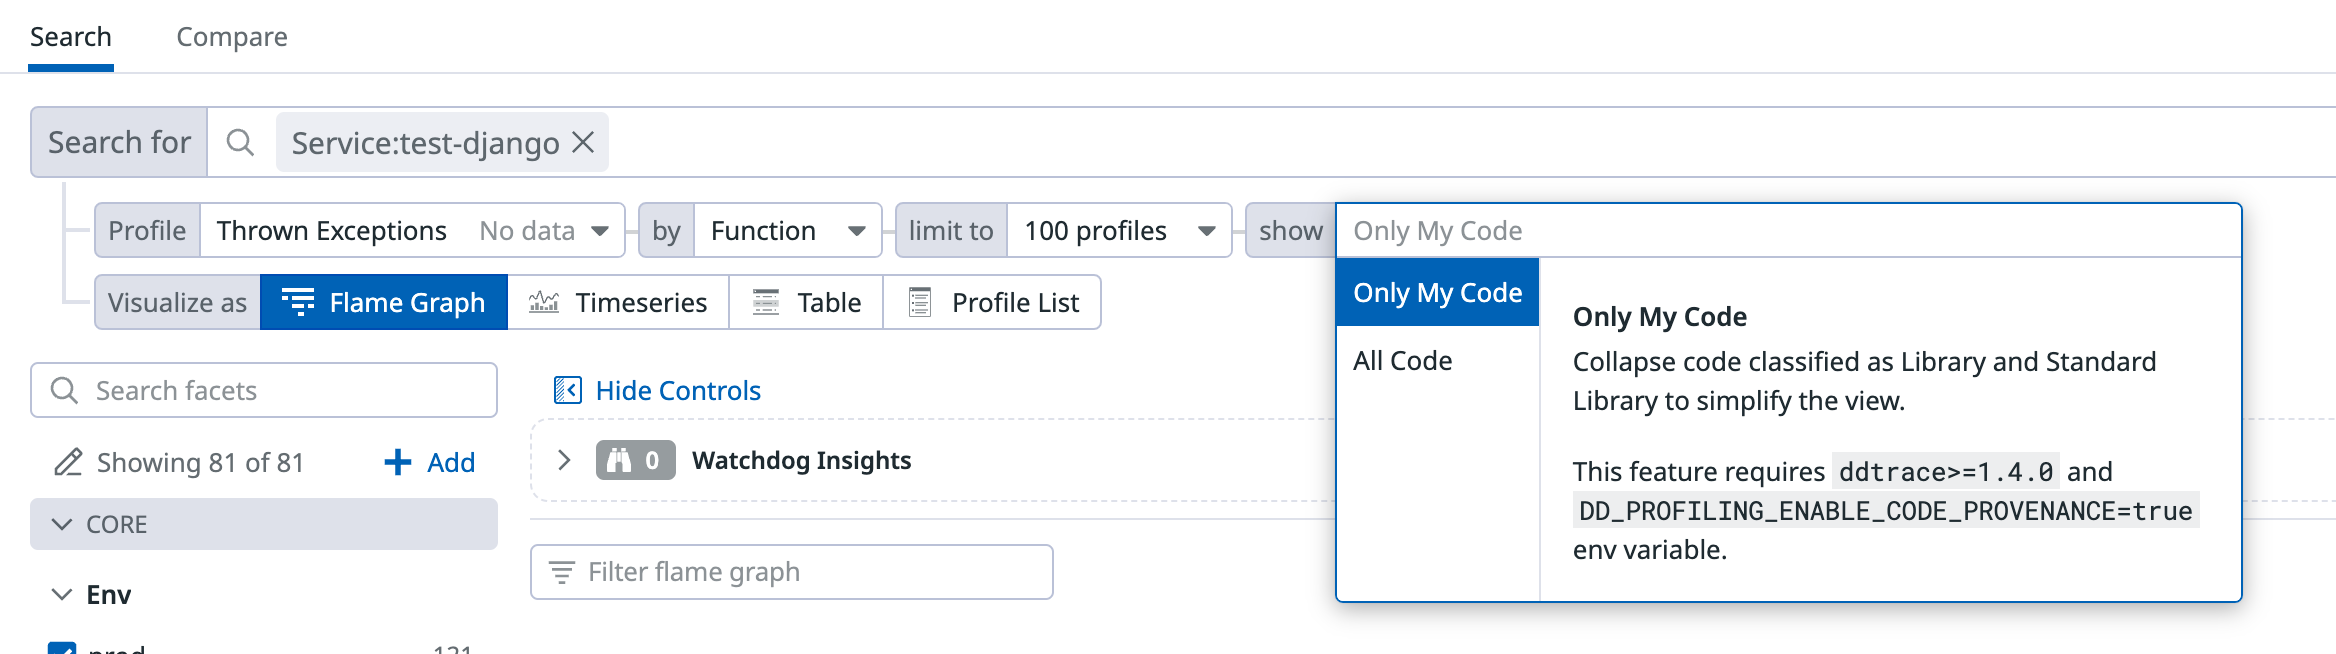 Search Compare
Search for Service:test-django
Profile Thrown Exceptions No data by Function limit to 100 profiles show Only My Code
Visualize as Flame Graph Timeseries Table Profile List
Only My Code
All Code
Only My Code
Collapse code classified as Library and Standard
Library to simplify the view.
This feature requires ddtrace>=1.4.0 and
DD_PROFILING_ENABLE_CODE_PROVENANCE=true
env variable.
Search facets
Hide Controls
Showing 81 of 81 Add
0 Watchdog Insights
CORE
Filter flame graph
Env
prod